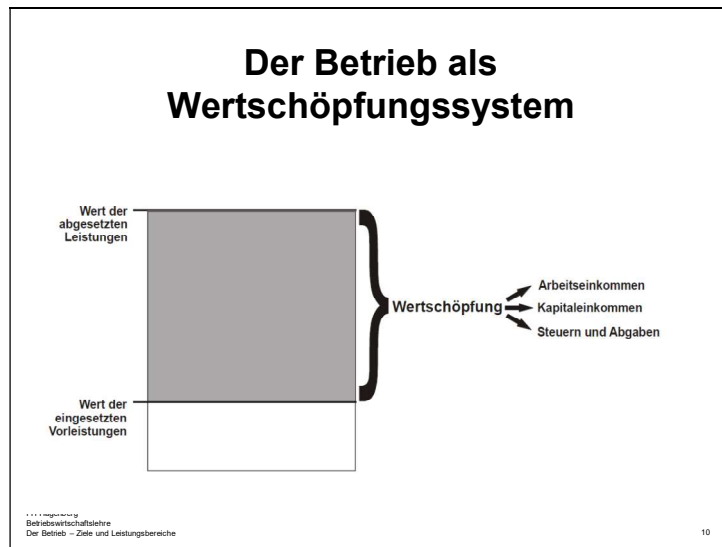 Der Betrieb als
Wertschöpfungssystem
Wert der
abgesetzten
Leistungen
Wertschöpfung
Arbeitseinkommen
Kapitaleinkommen
Steuern und Abgaben
Wert der
eingesetzten
Vorleistungen
Betriebswirtschaftslehre
Der Betrieb – Ziele und Leistungsbereiche
10